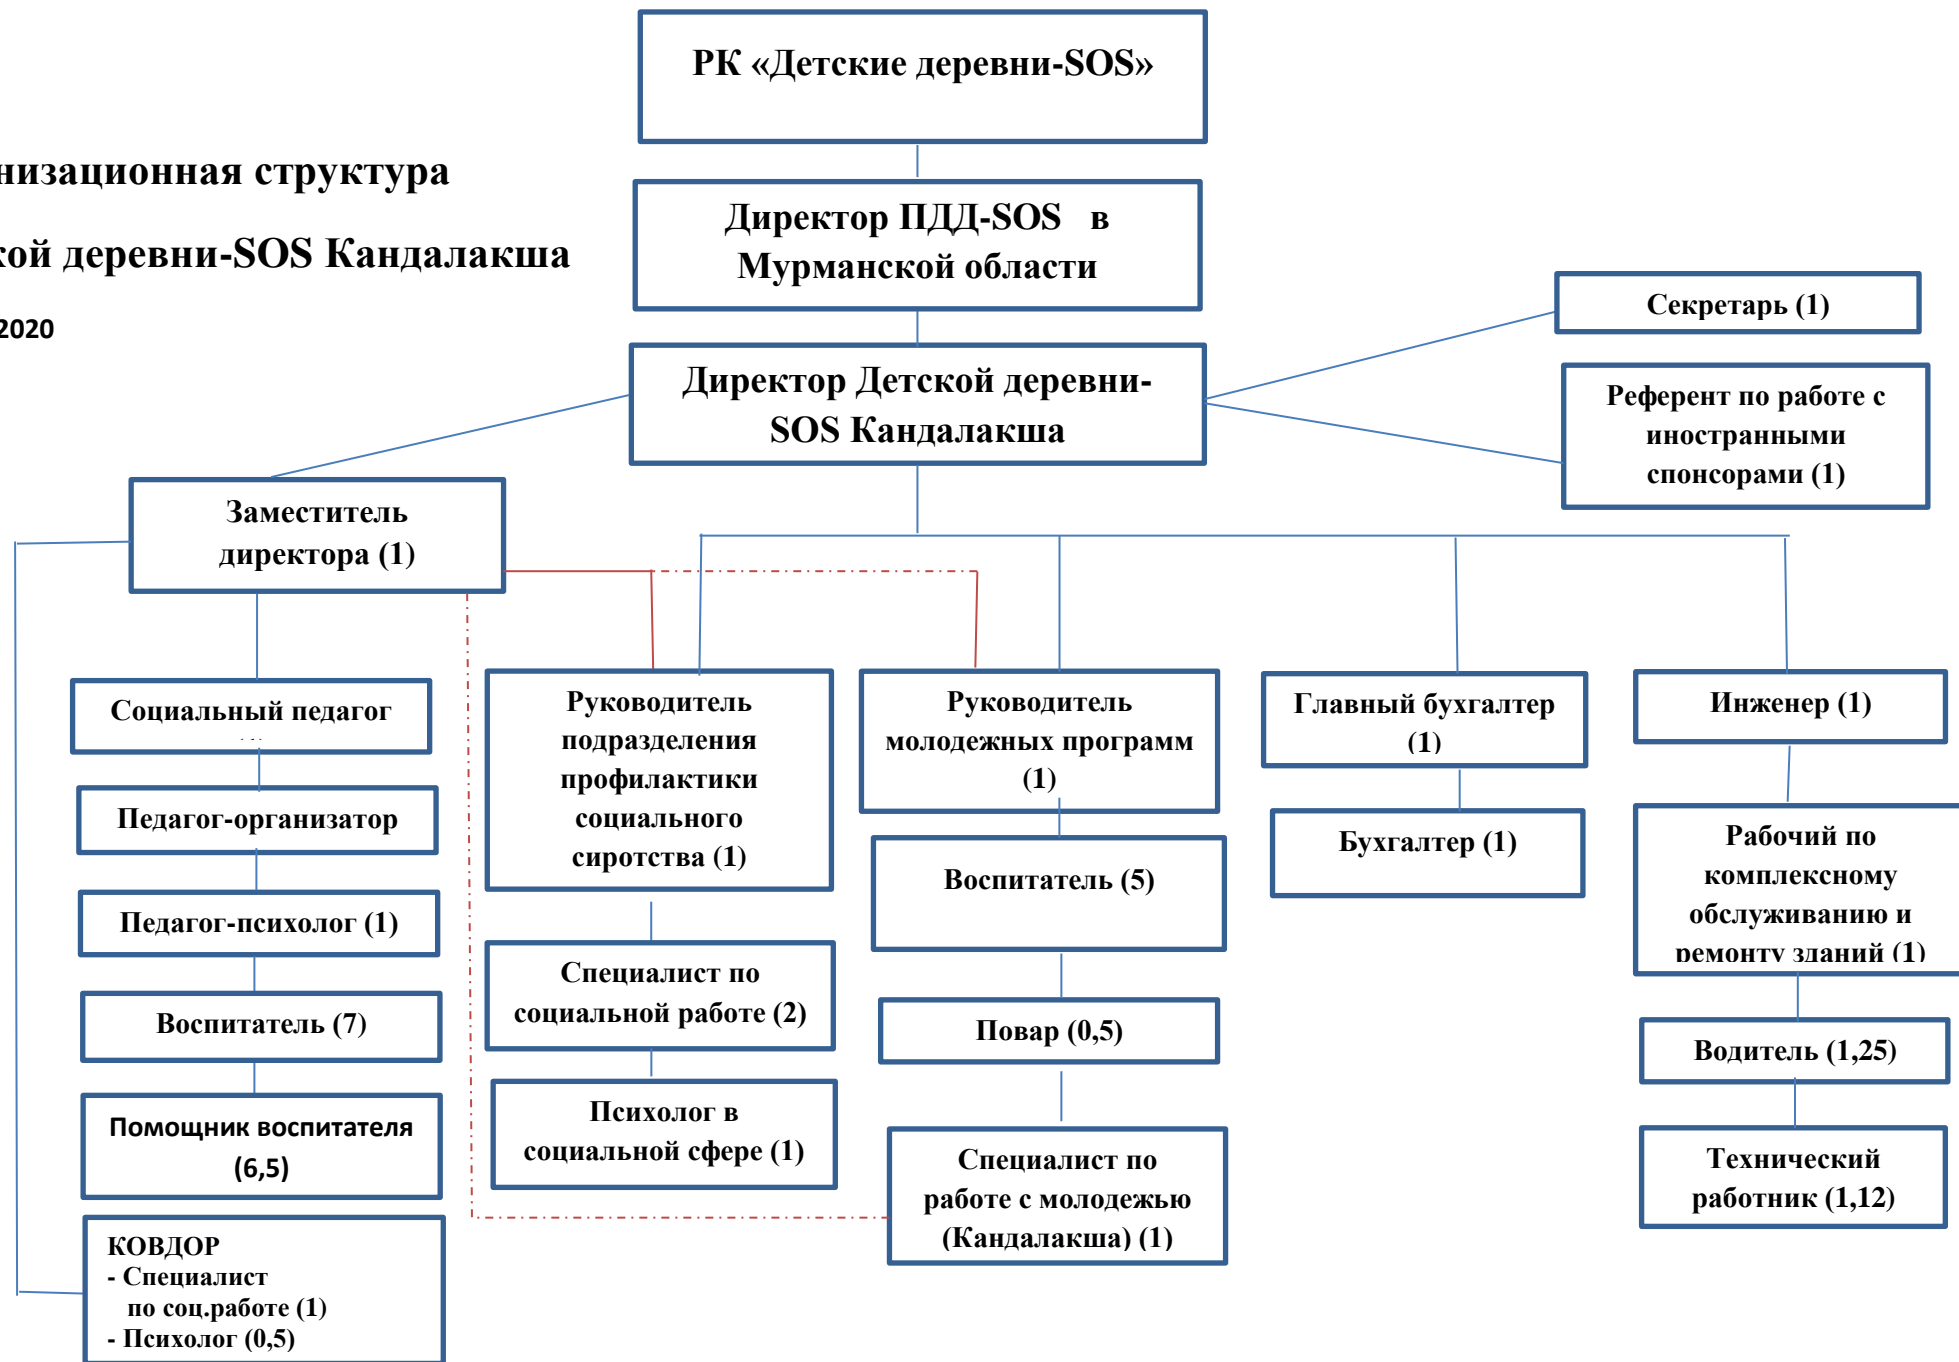 РК «Детские деревни-SOS»
низационная структура
кой деревни-SOS Кандалакша
2020
Директор ПДД-SOS в
Мурманской области
Директор Детской деревни-
SOS Кандалакша
Секретарь (1)
Референт по работе с
иностранными
спонсорами (1)
Заместитель
директора (1)
Социальный педагог
Педагог-организатор
Педагог-психолог (1)
Воспитатель (7)
Помощник воспитателя
(6,5)
КОВДОР
- Специалист
по соц.работе (1)
- Психолог (0,5)
Руководитель
подразделения
профилактики
социального
сиротства (1)
Специалист по
социальной работе (2)
Психолог в
социальной сфере (1)
Руководитель
молодежных программ
(1)
Воспитатель (5)
Повар (0,5)
Специалист по
работе с молодежью
(Кандалакша) (1)
Главный бухгалтер
(1)
Бухгалтер (1)
Инженер (1)
Рабочий по
комплексному
обслуживанию и
ремонту зданий (1)
Водитель (1,25)
Технический
работник (1,12)